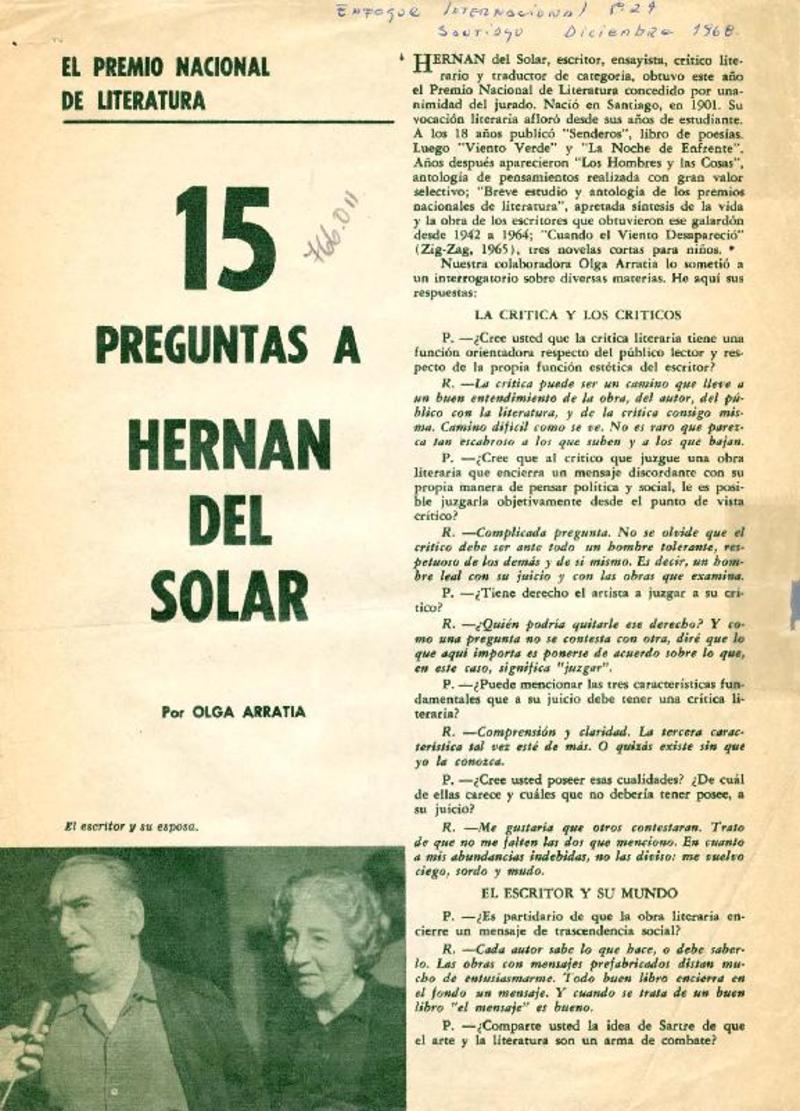 Enfoque Internacional P. 29
Santiago Diciembre 1968.
EL PREMIO NACIONAL
DE LITERATURA
15
766.011
PREGUNTAS A
HERNAN
DEL
SOLAR
Por OLGA ARRATIA
El escritor y su esposa.
HERNAN del Solar, escritor, ensayista, crítico lite-
rario y traductor de categoría, obtuvo este año
el Premio Nacional de Literatura concedido por una-
nimidad del jurado. Nació en Santiago, en 1901. Su
vocación literaria afloró desde sus años de estudiante.
A los 18 años publicó "Senderos", libro de poesías.
Luego "Viento Verde" y "La Noche de Enfrente".
Años después aparecieron "Los Hombres y las Cosas",
antología de pensamientos realizada con gran valor
selectivo; "Breve estudio y antología de los premios
nacionales de literatura", apretada síntesis de la vida
y la obra de los escritores que obtuvieron ese galardón
desde 1942 a 1964; "Cuando el Viento Desapareció"
(Zig-Zag, 1965), tres novelas cortas para niños.
Nuestra colaboradora Olga Arratia lo sometió a
un interrogatorio sobre diversas materias. He aquí sus
respuestas:
LA CRITICA Y LOS CRITICOS
P. —¿Cree usted que la crítica literaria tiene una
función orientadora respecto del público lector y res-
pecto de la propia función estética del escritor?
R. —La crítica puede ser un camino que lleve a
un buen entendimiento de la obra, del autor, del pú-
blico con la literatura, y de la crítica consigo mis-
ma. Camino difícil como se ve. No es raro que parez-
ca tan escabroso a los que suben y a los que bajan.
P. —¿Cree que al crítico que juzgue una obra
literaria que encierra un mensaje discordante con su
propia manera de pensar política y social, le es posi-
ble juzgarla objetivamente desde el punto de vista
crítico?
R. —Complicada pregunta. No se olvide que el
crítico debe ser ante todo un hombre tolerante, res-
petuoso de los demás y de sí mismo. Es decir, un hom-
bre leal con su juicio y con las obras que examina.
P. —¿Tiene derecho el artista a juzgar a su crí-
tico?
R. —¿Quién podría quitarle ese derecho? Y co-
mo una pregunta no se contesta con otra, diré que lo
que aquí importa es ponerse de acuerdo sobre lo que,
en este caso, significa "juzgar".
P. —¿Puede mencionar las tres características fun-
damentales que a su juicio debe tener una crítica li-
teraria?
R. —Comprensión y claridad. La tercera carac-
terística tal vez esté de más. O quizás existe sin que
yo la conozca.
P. —¿Cree usted poseer esas cualidades? ¿De cuál
de ellas carece y cuáles que no debería tener posee, a
su juicio?
R. —Me gustaría que otros contestaran. Trato
de que no me falten las dos que menciono. En cuanto
a mis abundancias indebidas, no las diviso: me vuelvo
ciego, sordo y mudo.
EL ESCRITOR Y SU MUNDO
P. —¿Es partidario de que la obra literaria en-
cierre un mensaje de trascendencia social?
R. —Cada autor sabe lo que hace, o debe saber-
lo. Las obras con mensajes prefabricados distan mu-
cho de entusiasmarme. Todo buen libro encierra en
el fondo un mensaje. Y cuando se trata de un buen
libro "el mensaje" es bueno.
P. —¿Comparte usted la idea de Sartre de que
el arte y la literatura son un arma de combate?